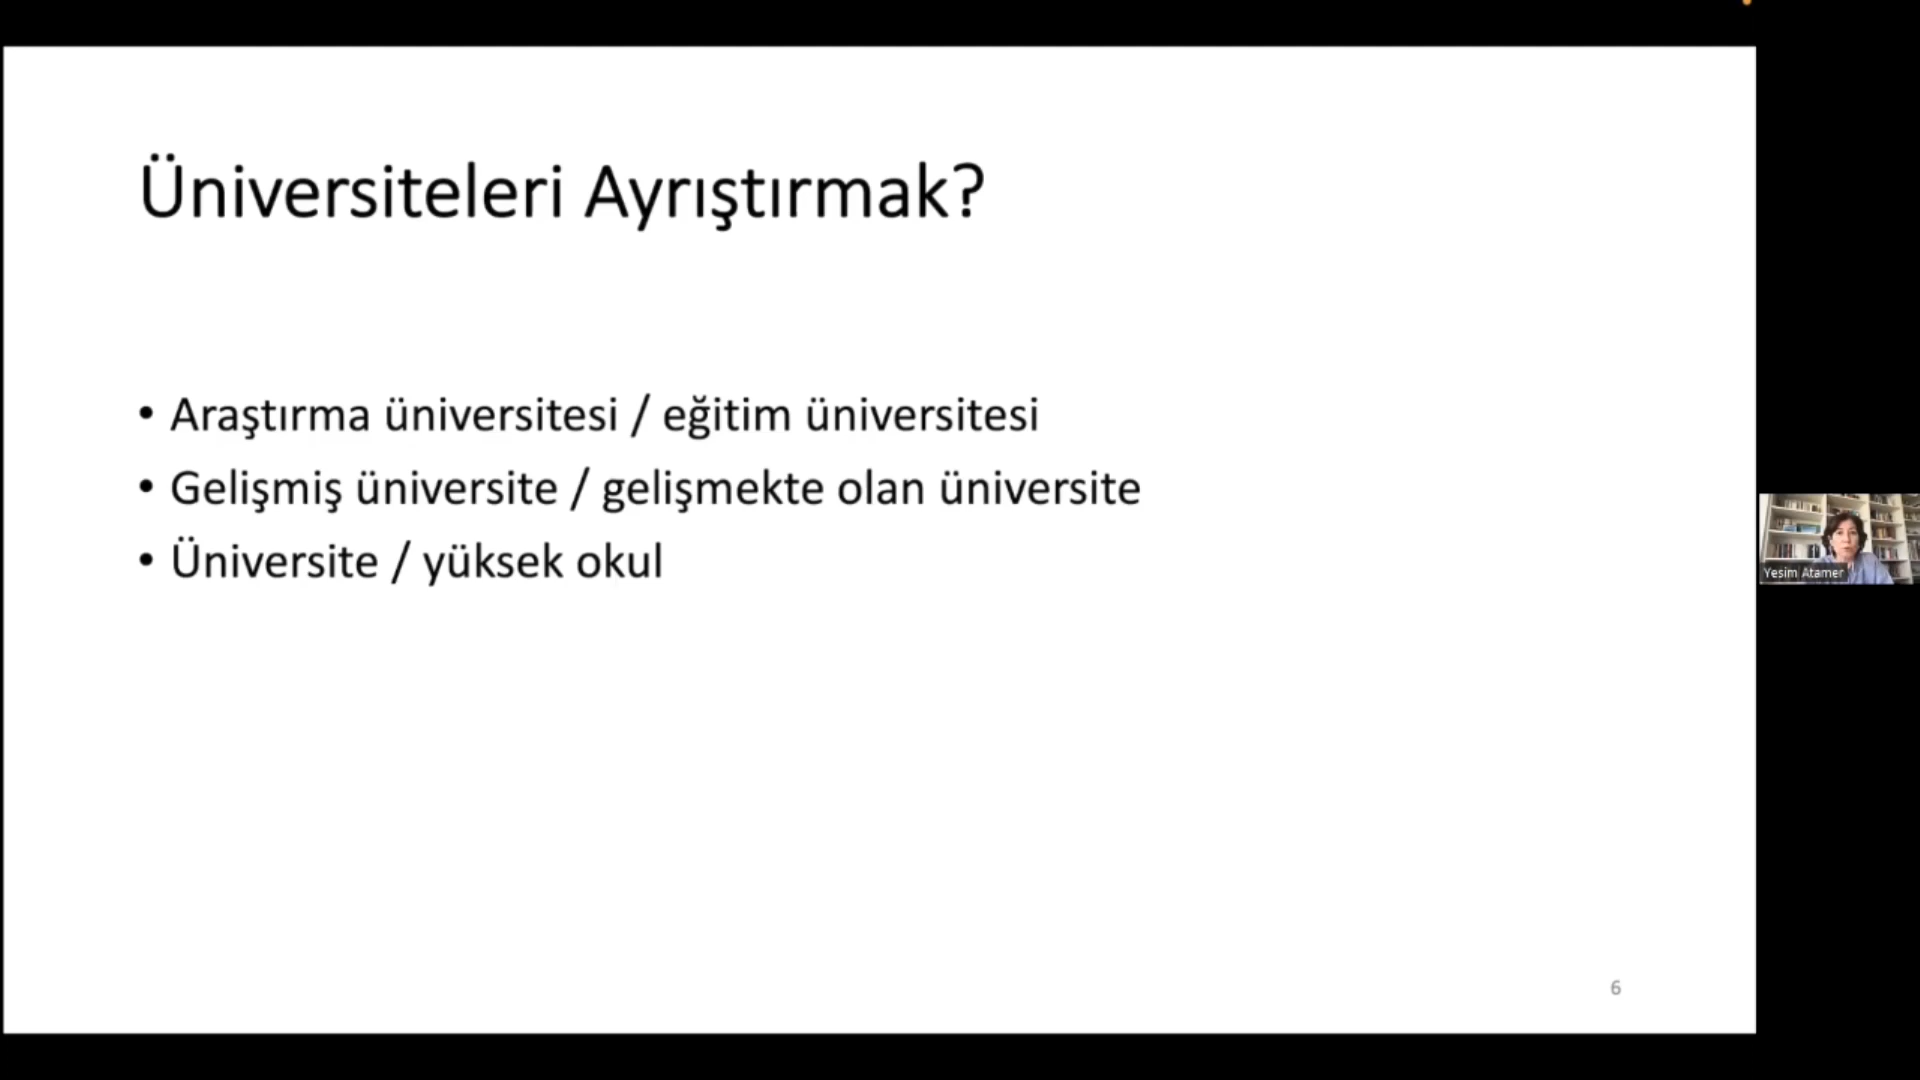 Üniversiteleri Ayrıştırmak?
• Araştırma üniversitesi / eğitim üniversitesi
• Gelişmiş üniversite / gelişmekte olan üniversite
• Üniversite / yüksek okul
Yesim Atamer
6